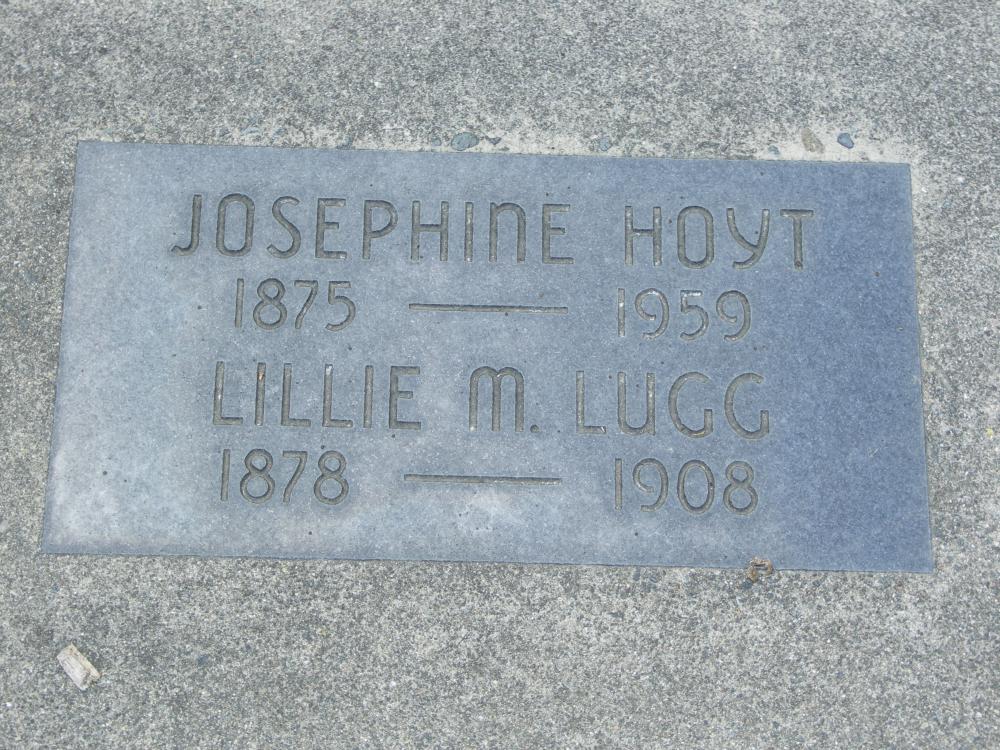 JOSEPHINE HOYT
1875 — 1959
LILLIE M. LUGG
1878 — 1908